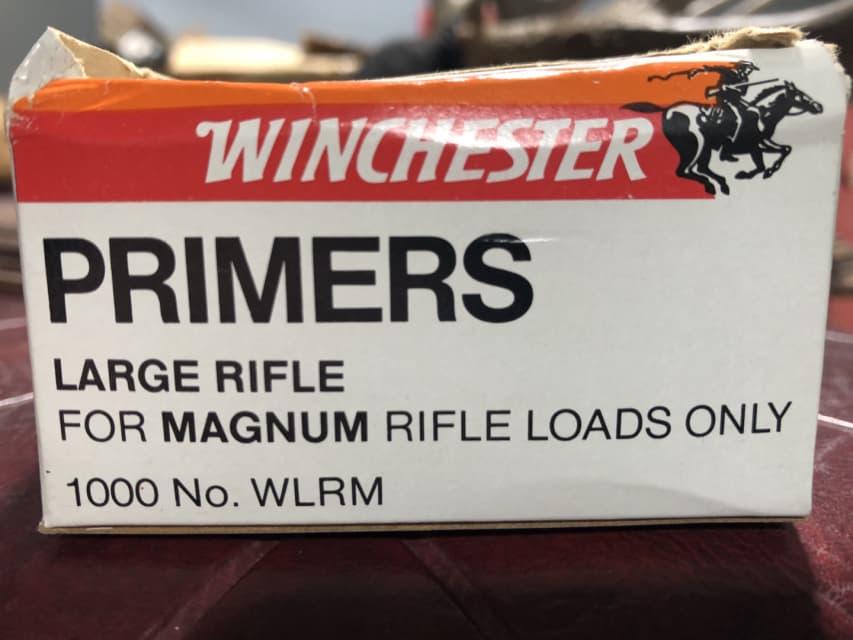 WINCHESTER
PRIMERS
LARGE RIFLE
FOR MAGNUM RIFLE LOADS ONLY
1000 No. WLRM